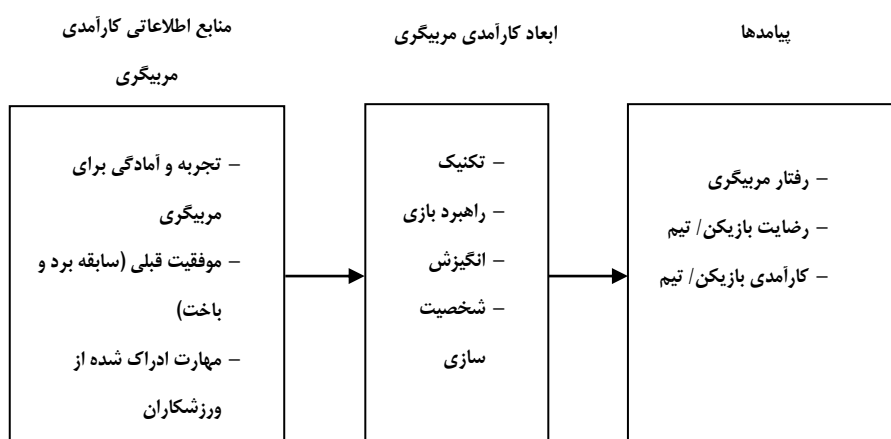 منابع اطلاعاتی کارآمدی
مربیگری
– تجربه و آمادگی برای
مربیگری
– موفقیت قبلی (سابقه برد و
باخت)
– مهارت ادراک شده از
ورزشکاران
ابعاد کارآمدی مربیگری
– تکنیک
– راهبرد بازی
– انگیزش
– شخصیت
سازی
پیامدها
– رفتار مربیگری
– رضایت بازیکن/ تیم
– کارآمدی بازیکن/ تیم